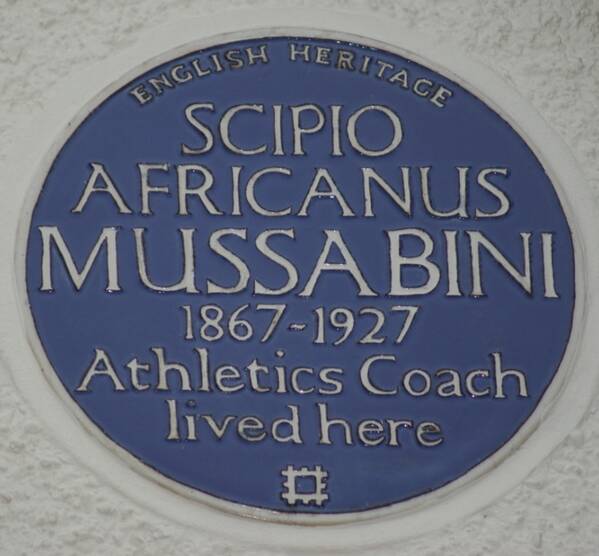 ENGLISH HERITAGE
SCIPIO
AFRICANUS
MUSSABINI
1867-1927
Athletics Coach
lived here